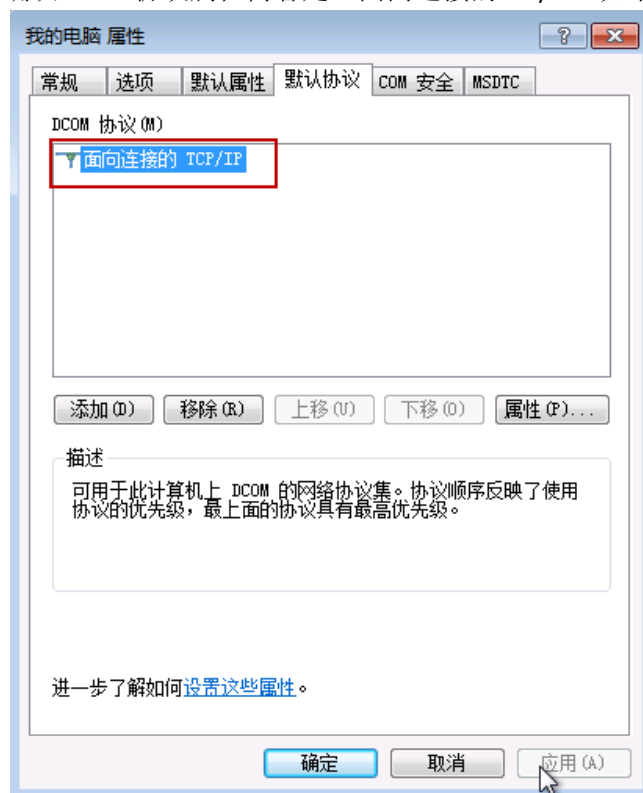 我的电脑 属性
常规 选项 默认属性 默认协议 COM 安全 MSDTC
DCOM 协议(M)
面向连接的 TCP/IP
添加(D) 移除(R) 上移(U) 下移(O) 属性(P)...
描述
可用于此计算机上 DCOM 的网络协议集。协议顺序反映了使用
协议的优先级，最上面的协议具有最高优先级。
进一步了解如何设置这些属性。
确定 取消 应用(A)